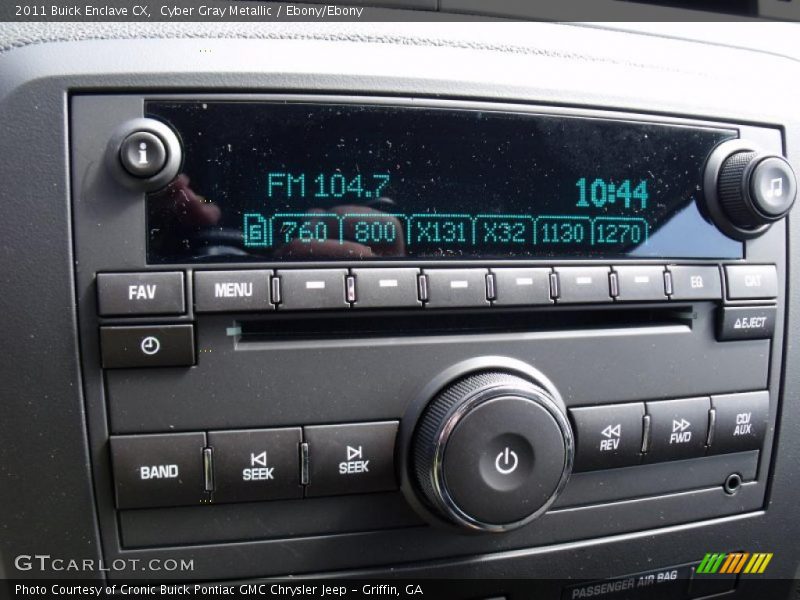 2011 Buick Enclave CX, Cyber Gray Metallic / Ebony/Ebony
i
FM 104.7
10:44
6 760 800 X131 X32 1130 1270
FAV MENU EQ CAT
EJECT
BAND SEEK SEEK REV FWD CD/AUX
GTCARLOT.COM
PASSENGER AIR BAG
Photo Courtesy of Cronic Buick Pontiac GMC Chrysler Jeep - Griffin, GA